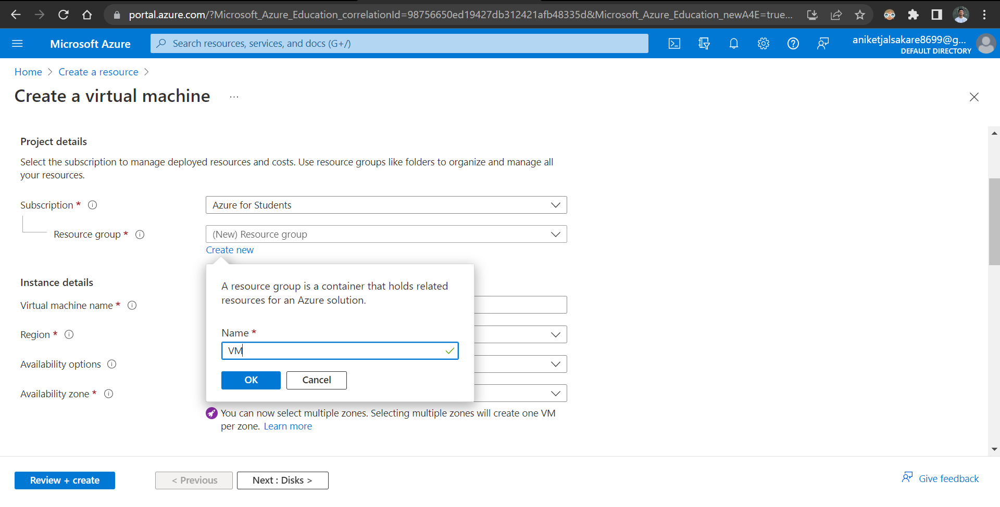 portal.azure.com/?Microsoft_Azure_Education_correlationId=98756650ed19427db312421afb48335d&Microsoft_Azure_Education_newA4E=true...
Microsoft Azure
Search resources, services, and docs (G+/)
aniketjalsakare8699@g...
DEFAULT DIRECTORY
Home > Create a resource >
Create a virtual machine ...
Project details
Select the subscription to manage deployed resources and costs. Use resource groups like folders to organize and manage all
your resources.
Subscription *
Azure for Students
Resource group *
(New) Resource group
Create new
A resource group is a container that holds related
resources for an Azure solution.
Name *
VM
OK
Cancel
Instance details
Virtual machine name *
Region *
Availability options
Availability zone *
You can now select multiple zones. Selecting multiple zones will create one VM
per zone. Learn more
Review + create
< Previous
Next : Disks >
Give feedback